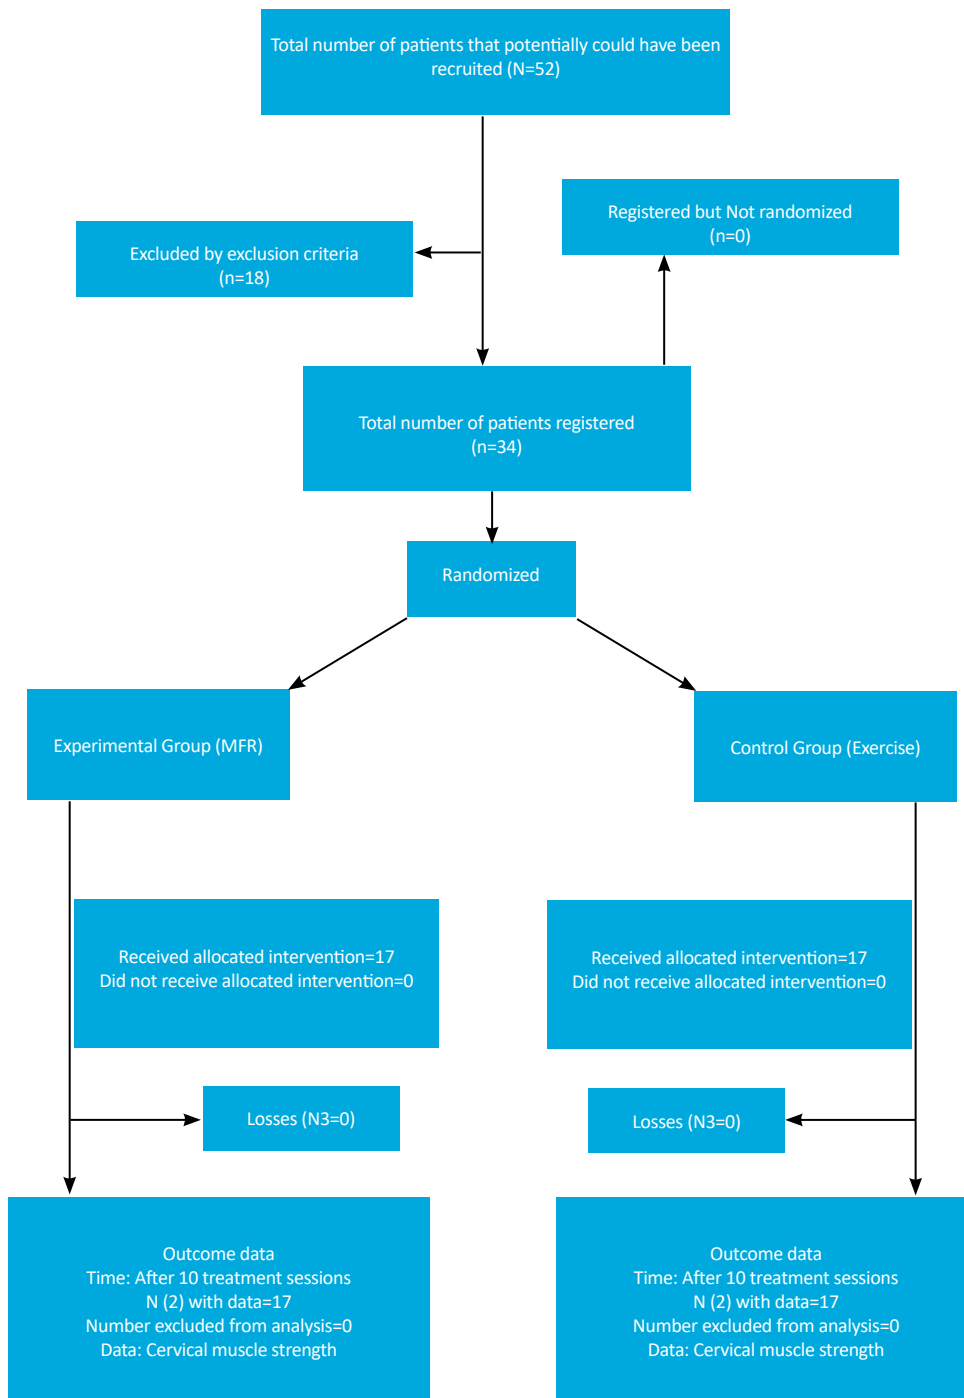 Total number of patients that potentially could have been
recruited (N=52)
Registered but Not randomized
(n=0)
Excluded by exclusion criteria
(n=18)
Total number of patients registered
(n=34)
Randomized
Experimental Group (MFR)
Control Group (Exercise)
Received allocated intervention=17
Did not receive allocated intervention=0
Received allocated intervention=17
Did not receive allocated intervention=0
Losses (N3=0)
Losses (N3=0)
Outcome data
Time: After 10 treatment sessions
N (2) with data=17
Number excluded from analysis=0
Data: Cervical muscle strength
Outcome data
Time: After 10 treatment sessions
N (2) with data=17
Number excluded from analysis=0
Data: Cervical muscle strength